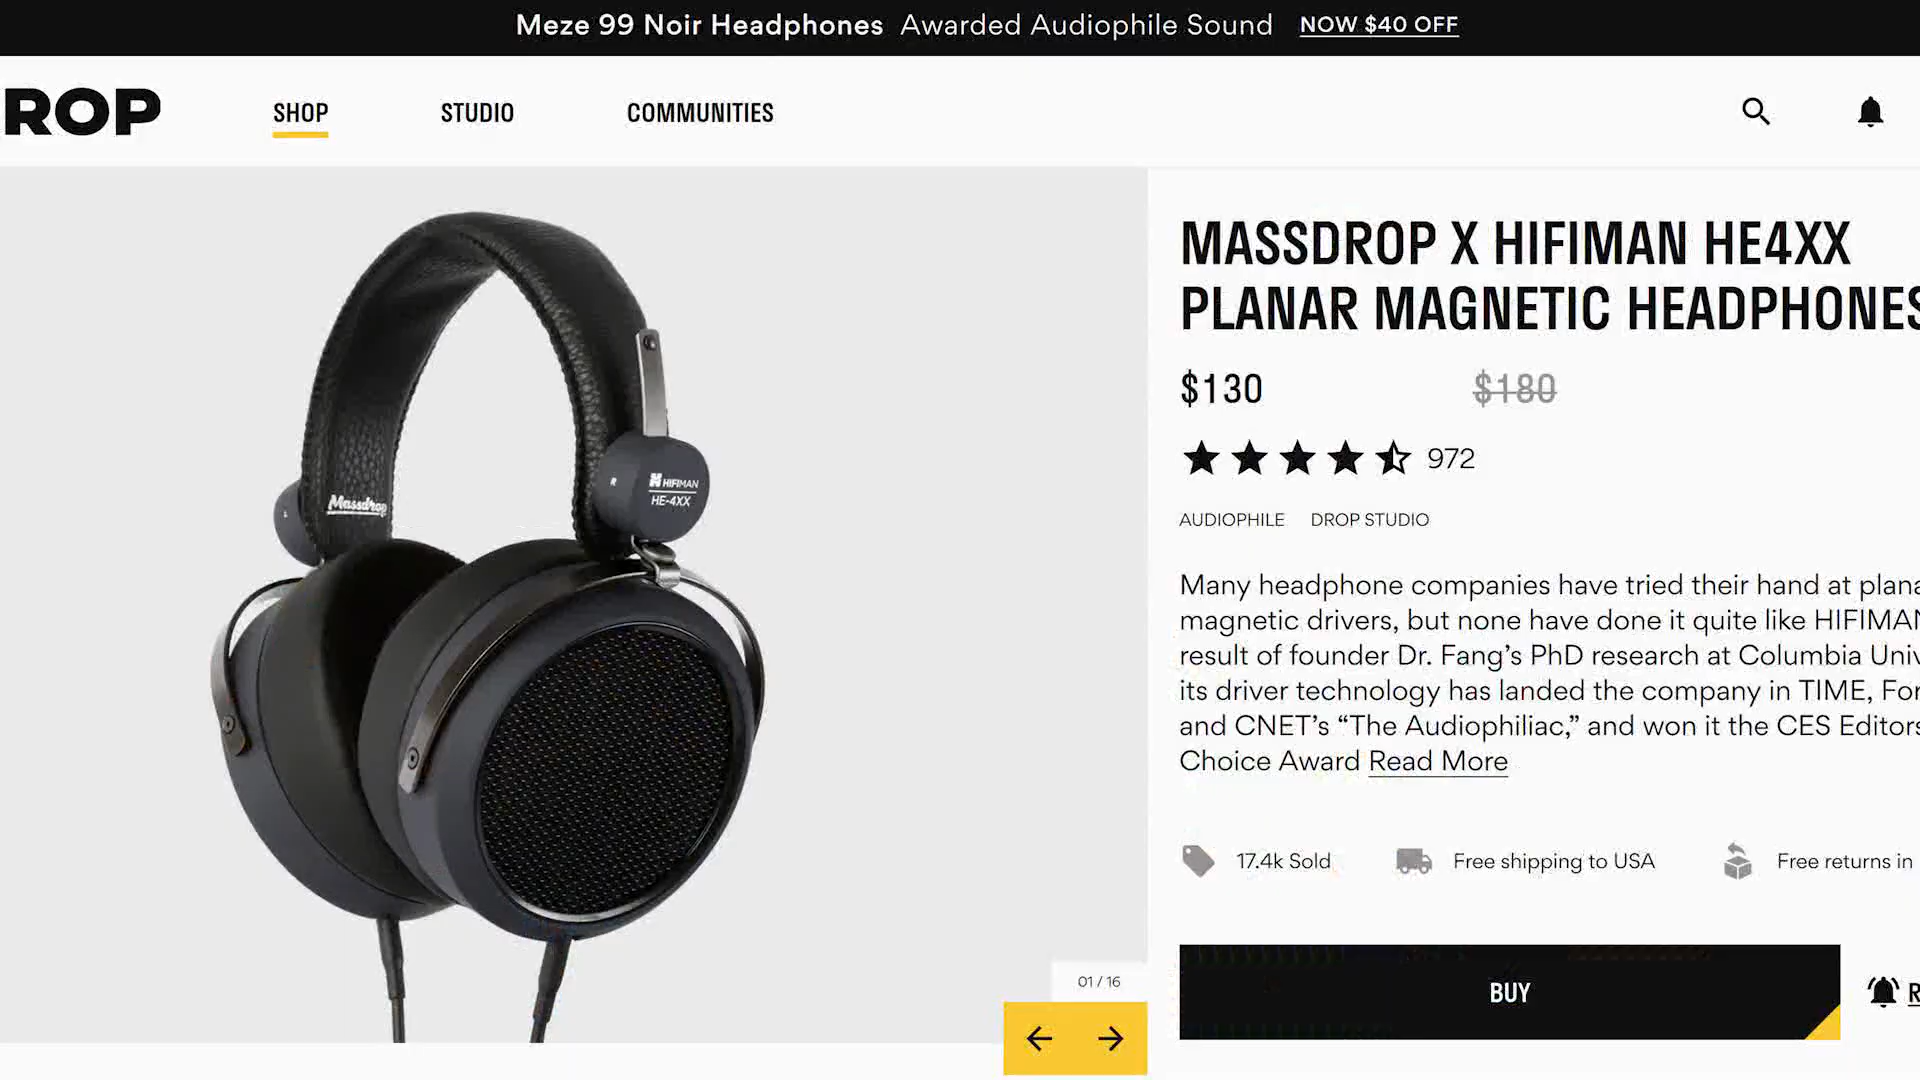 Meze 99 Noir Headphones Awarded Audiophile Sound NOW $40 OFF
ROP SHOP STUDIO COMMUNITIES
MASSDROP X HIFIMAN HE4XX
PLANAR MAGNETIC HEADPHONES
$130 $180
972
AUDIOPHILE DROP STUDIO
Many headphone companies have tried their hand at plana
magnetic drivers, but none have done it quite like HIFIMAN
result of founder Dr. Fang’s PhD research at Columbia Univ
its driver technology has landed the company in TIME, For
and CNET’s “The Audiophiliac,” and won it the CES Editors
Choice Award Read More
17.4k Sold Free shipping to USA Free returns in
BUY R
01 / 16
Massdrop
L
R
HIFIMAN
HE-4XX